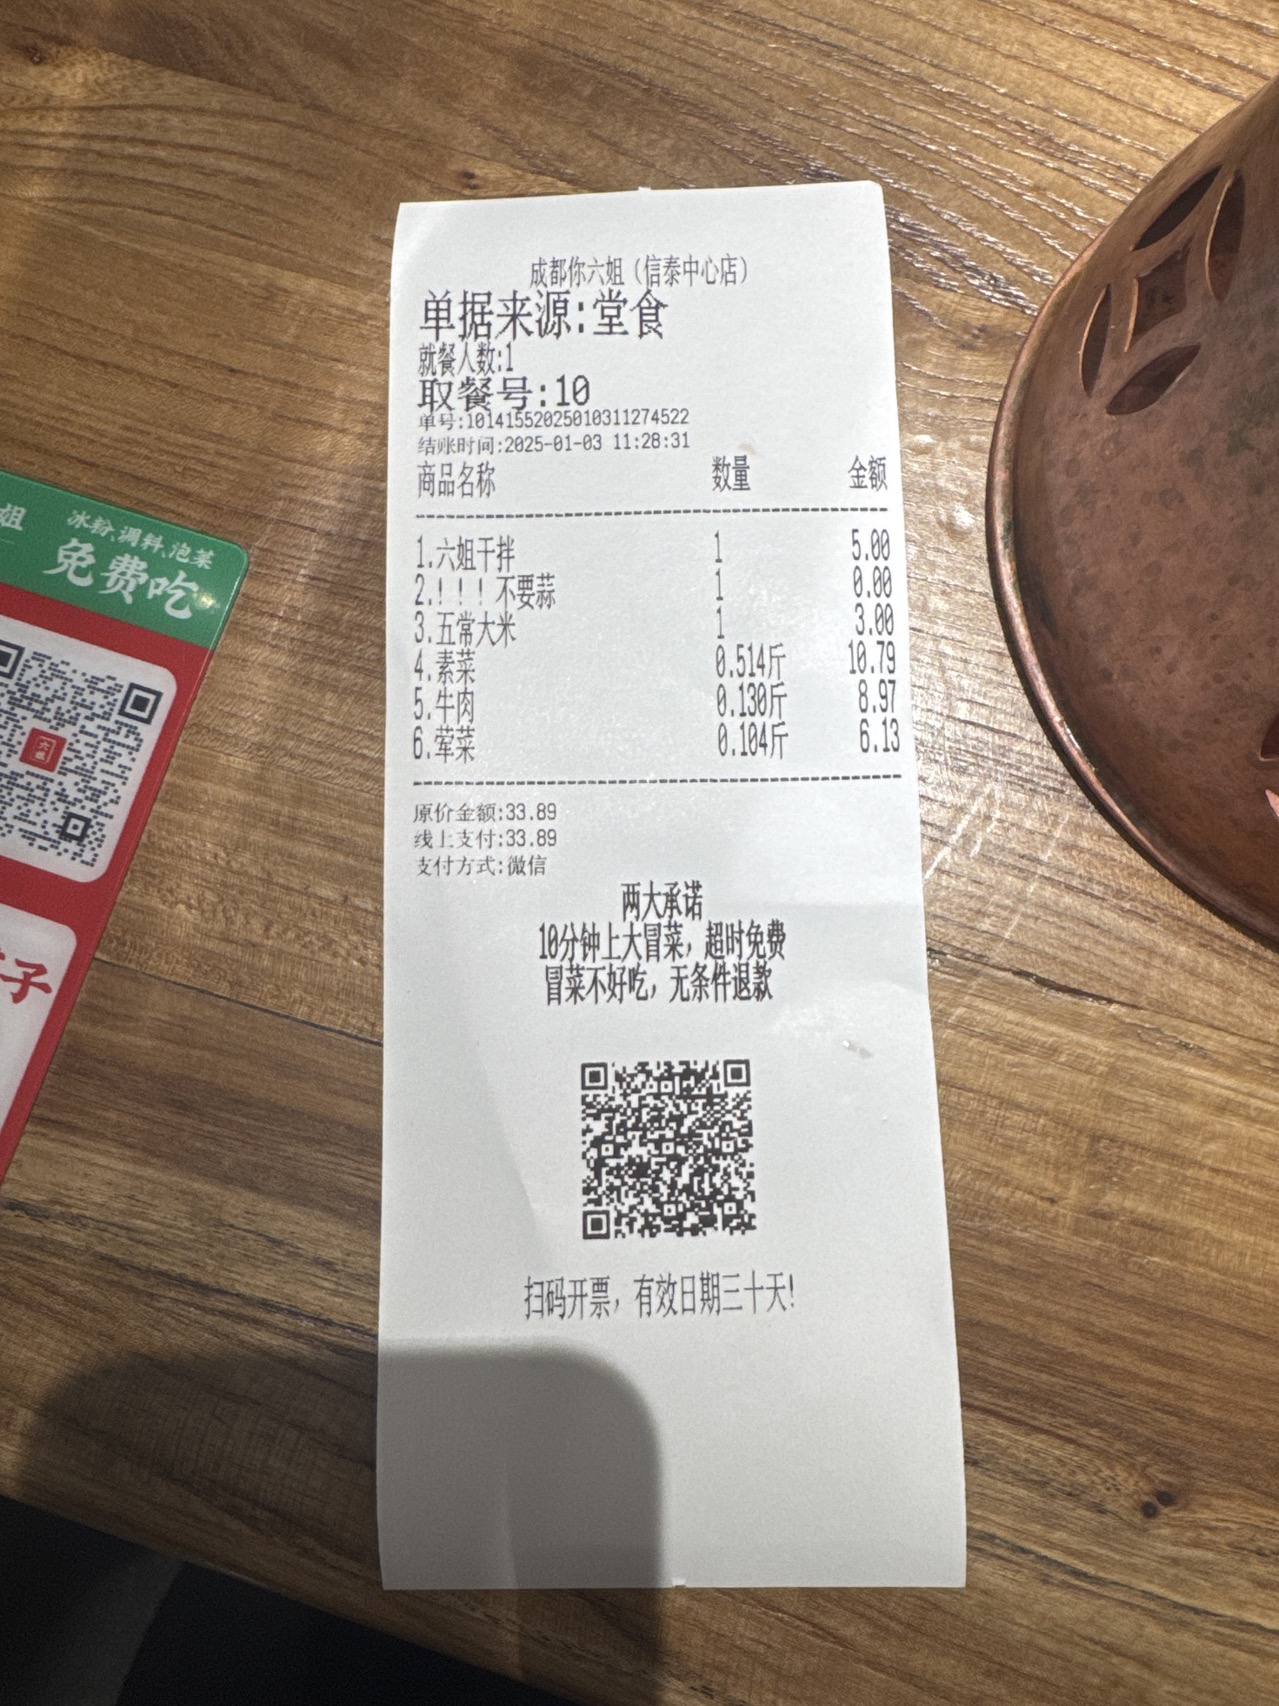 成都你六姐（信泰中心店）
单据来源:堂食
就餐人数:1
取餐号:10
单号:10141552025010311274522
结账时间:2025-01-03 11:28:31
商品名称 数量 金额
1.六姐干拌 1 5.00
2.！！！不要蒜 1 0.00
3.五常大米 1 3.00
4.素菜 0.514斤 10.79
5.牛肉 0.130斤 8.97
6.荤菜 0.104斤 6.13
原价金额:33.89
线上支付:33.89
支付方式:微信
两大承诺
10分钟上大冒菜，超时免费
冒菜不好吃，无条件退款
扫码开票，有效日期三十天!
姐
冰粉、调料、泡菜
免费吃
六姐
子